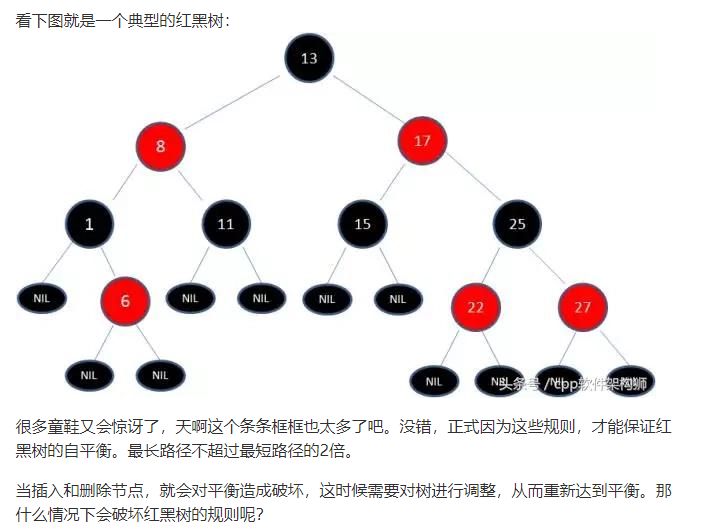 看下图就是一个典型的红黑树：
13
8
17
1
11
15
25
NIL
6
NIL
NIL
NIL
NIL
22
27
NIL
NIL
NIL
NIL
NIL
NIL
头条号 / cpp软件架构狮
很多童鞋又会惊讶了，天啊这个条条框框也太多了吧。没错，正式因为这些规则，才能保证红
黑树的自平衡。最长路径不超过最短路径的2倍。
当插入和删除节点，就会对平衡造成破坏，这时候需要对树进行调整，从而重新达到平衡。那
什么情况下会破坏红黑树的规则呢？